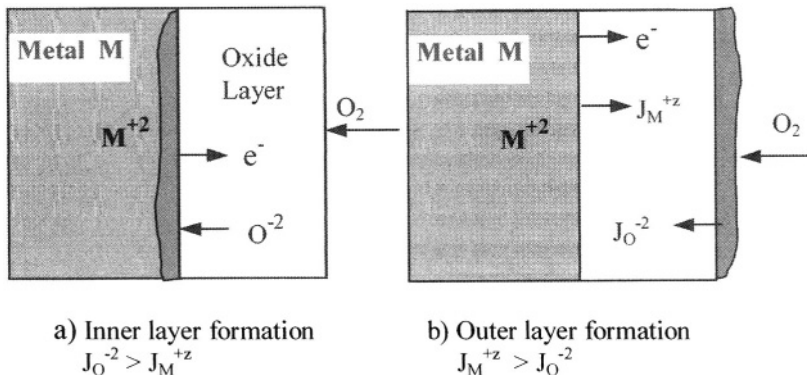 Metal M
Oxide
Layer
M+2
O2
e-
O-2
Metal M
e-
JM+z
M+2
O2
JO-2
a) Inner layer formation
JO-2 > JM+z
b) Outer layer formation
JM+z > JO-2